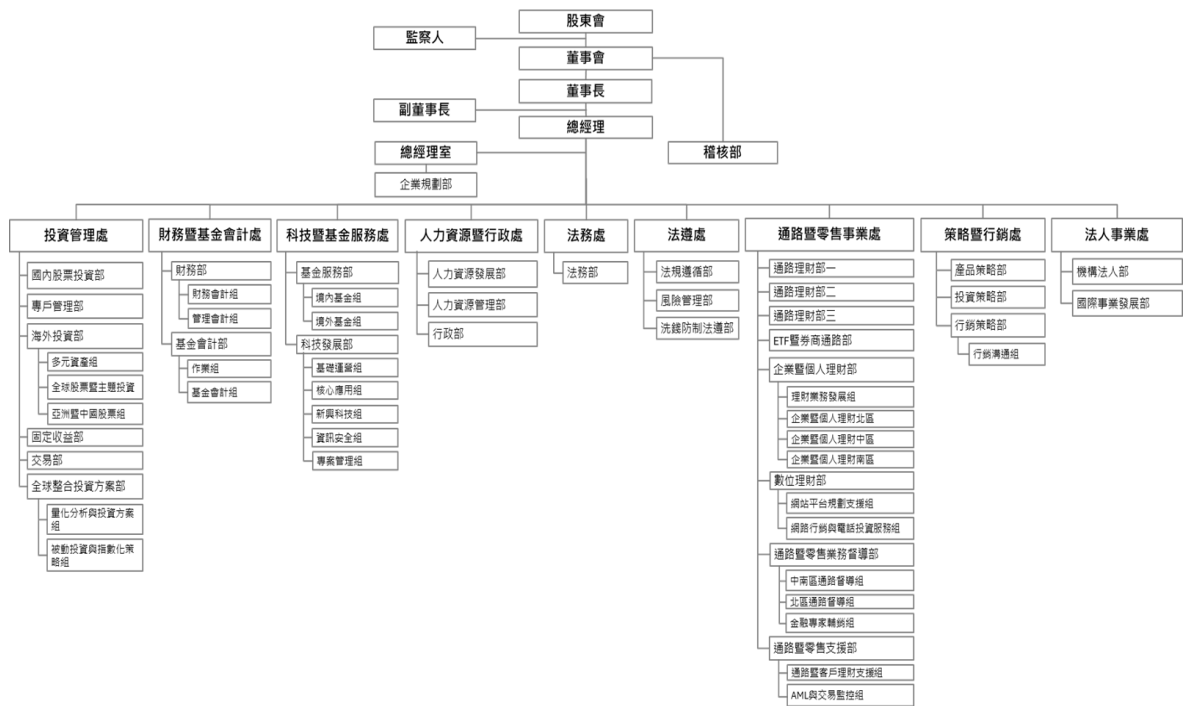 股東會
監察人
董事會
董事長
副董事長
總經理
總經理室
稽核部
企業規劃部
投資管理處
國內股票投資部
專戶管理部
海外投資部
多元資產組
全球股票暨主題投資
亞洲暨中國股票組
固定收益部
交易部
全球整合投資方案部
量化分析與投資方案
組
被動投資與指數化策
略組
財務暨基金會計處
財務部
財務會計組
管理會計組
基金會計部
作業組
基金會計組
科技暨基金服務處
基金服務部
境內基金組
境外基金組
科技發展部
基礎運營組
核心應用組
新興科技組
資訊安全組
專案管理組
人力資源暨行政處
人力資源發展部
人力資源管理部
行政部
法務處
法務部
法遵處
法規遵循部
風險管理部
洗錢防制法遵部
通路暨零售事業處
通路理財部一
通路理財部二
通路理財部三
ETF暨券商通路部
企業暨個人理財部
理財業務發展組
企業暨個人理財北區
企業暨個人理財中區
企業暨個人理財南區
數位理財部
網站平台規劃支援組
網路行銷與電話投資服務組
通路暨零售業務督導部
中南區通路督導組
北區通路督導組
金融專家輔銷組
通路暨零售支援部
通路暨客戶理財支援組
AML與交易監控組
策略暨行銷處
產品策略部
投資策略部
行銷策略部
行銷溝通組
法人事業處
機構法人部
國際事業發展部